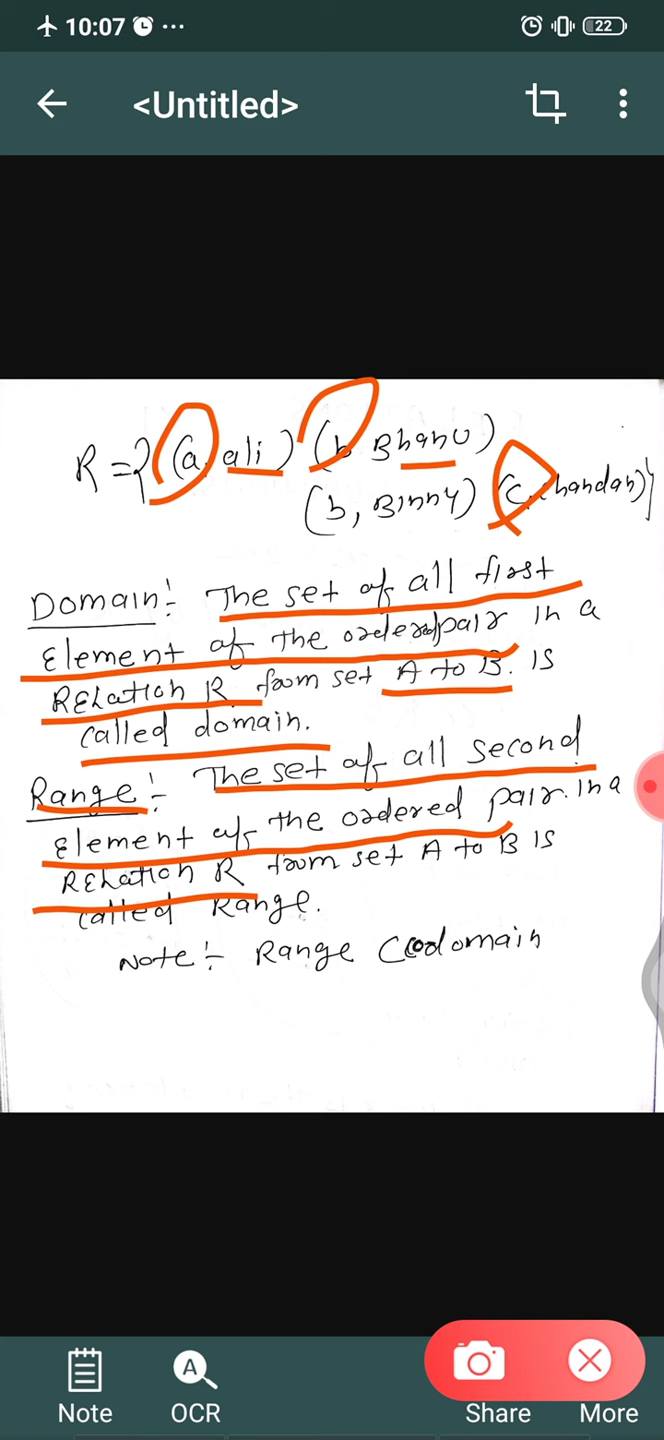 10:07 ...
22
<Untitled>
R = { (a, ali) (b, Bhanu)
(b, Binny) (c, chandan) }
Domain :- The set of all first
Element of the orderedpair in a
RELation R from set A to B. is
called domain.
Range :- The set of all second
Element of the ordered pair. in a
RELation R from set A to B is
called Range.
Note :- Range ⊂ codomain
A
Note OCR Share More